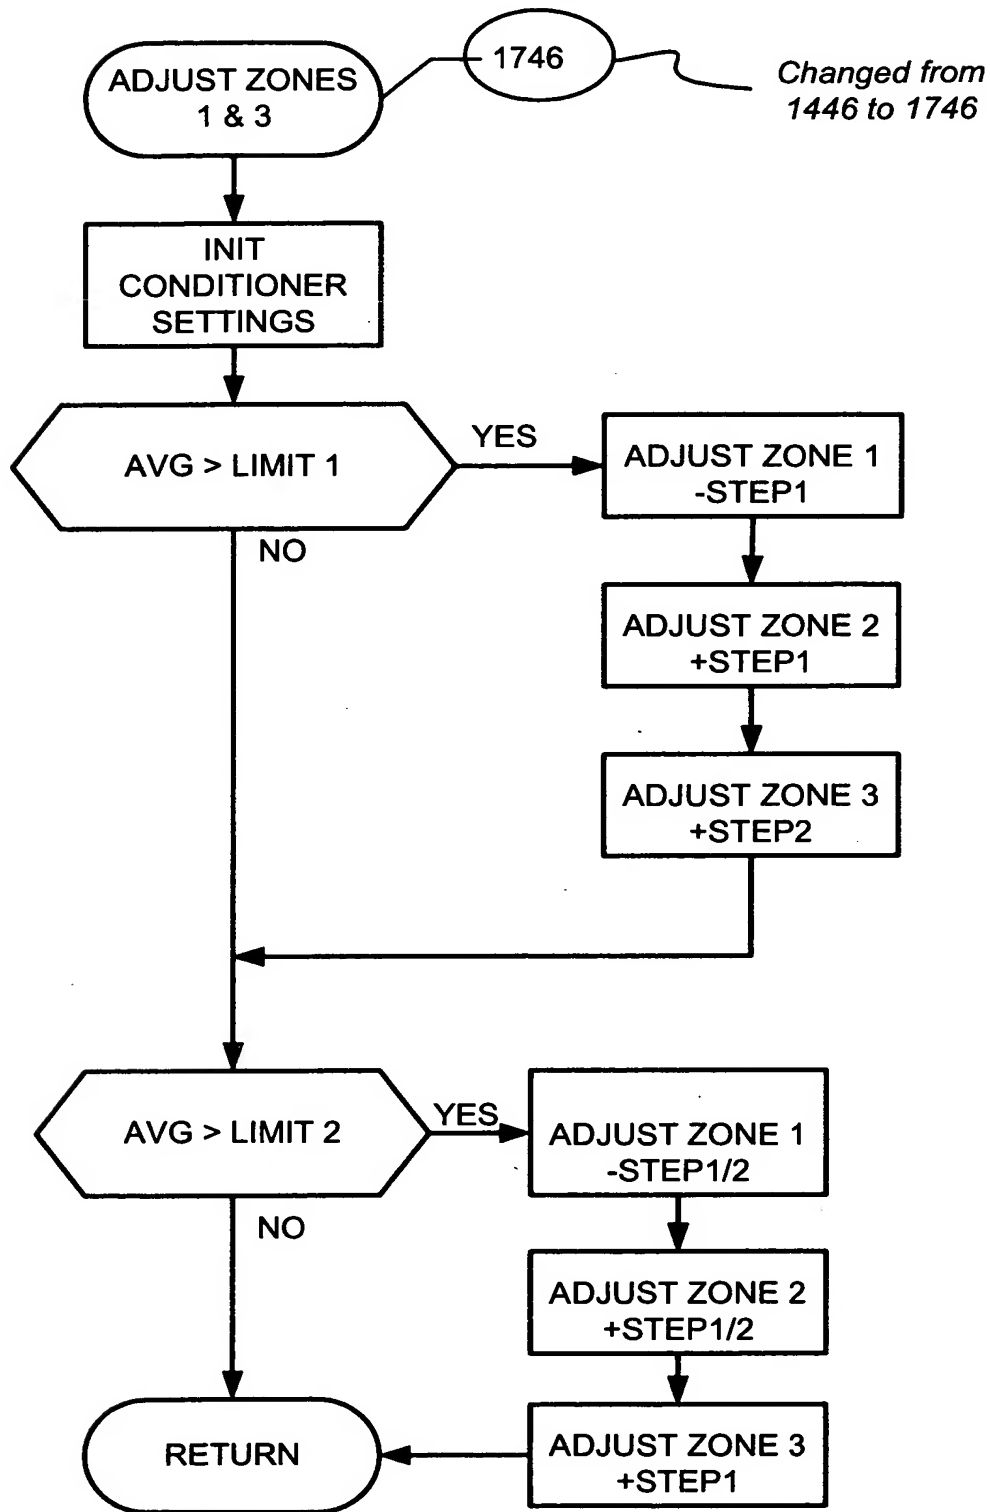 ADJUST ZONES
1 & 3
1746
Changed from
1446 to 1746
INIT
CONDITIONER
SETTINGS
AVG > LIMIT 1
YES
NO
ADJUST ZONE 1
-STEP1
ADJUST ZONE 2
+STEP1
ADJUST ZONE 3
+STEP2
AVG > LIMIT 2
YES
NO
ADJUST ZONE 1
-STEP1/2
ADJUST ZONE 2
+STEP1/2
ADJUST ZONE 3
+STEP1
RETURN